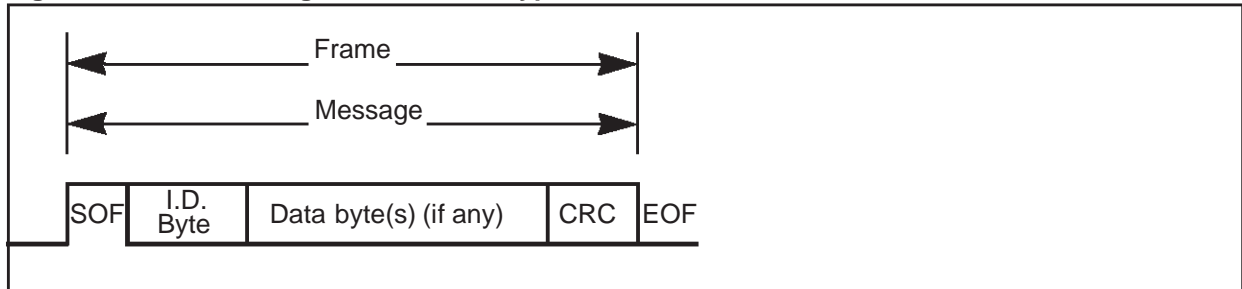 Frame
Message
SOF
I.D.
Byte
Data byte(s) (if any)
CRC
EOF